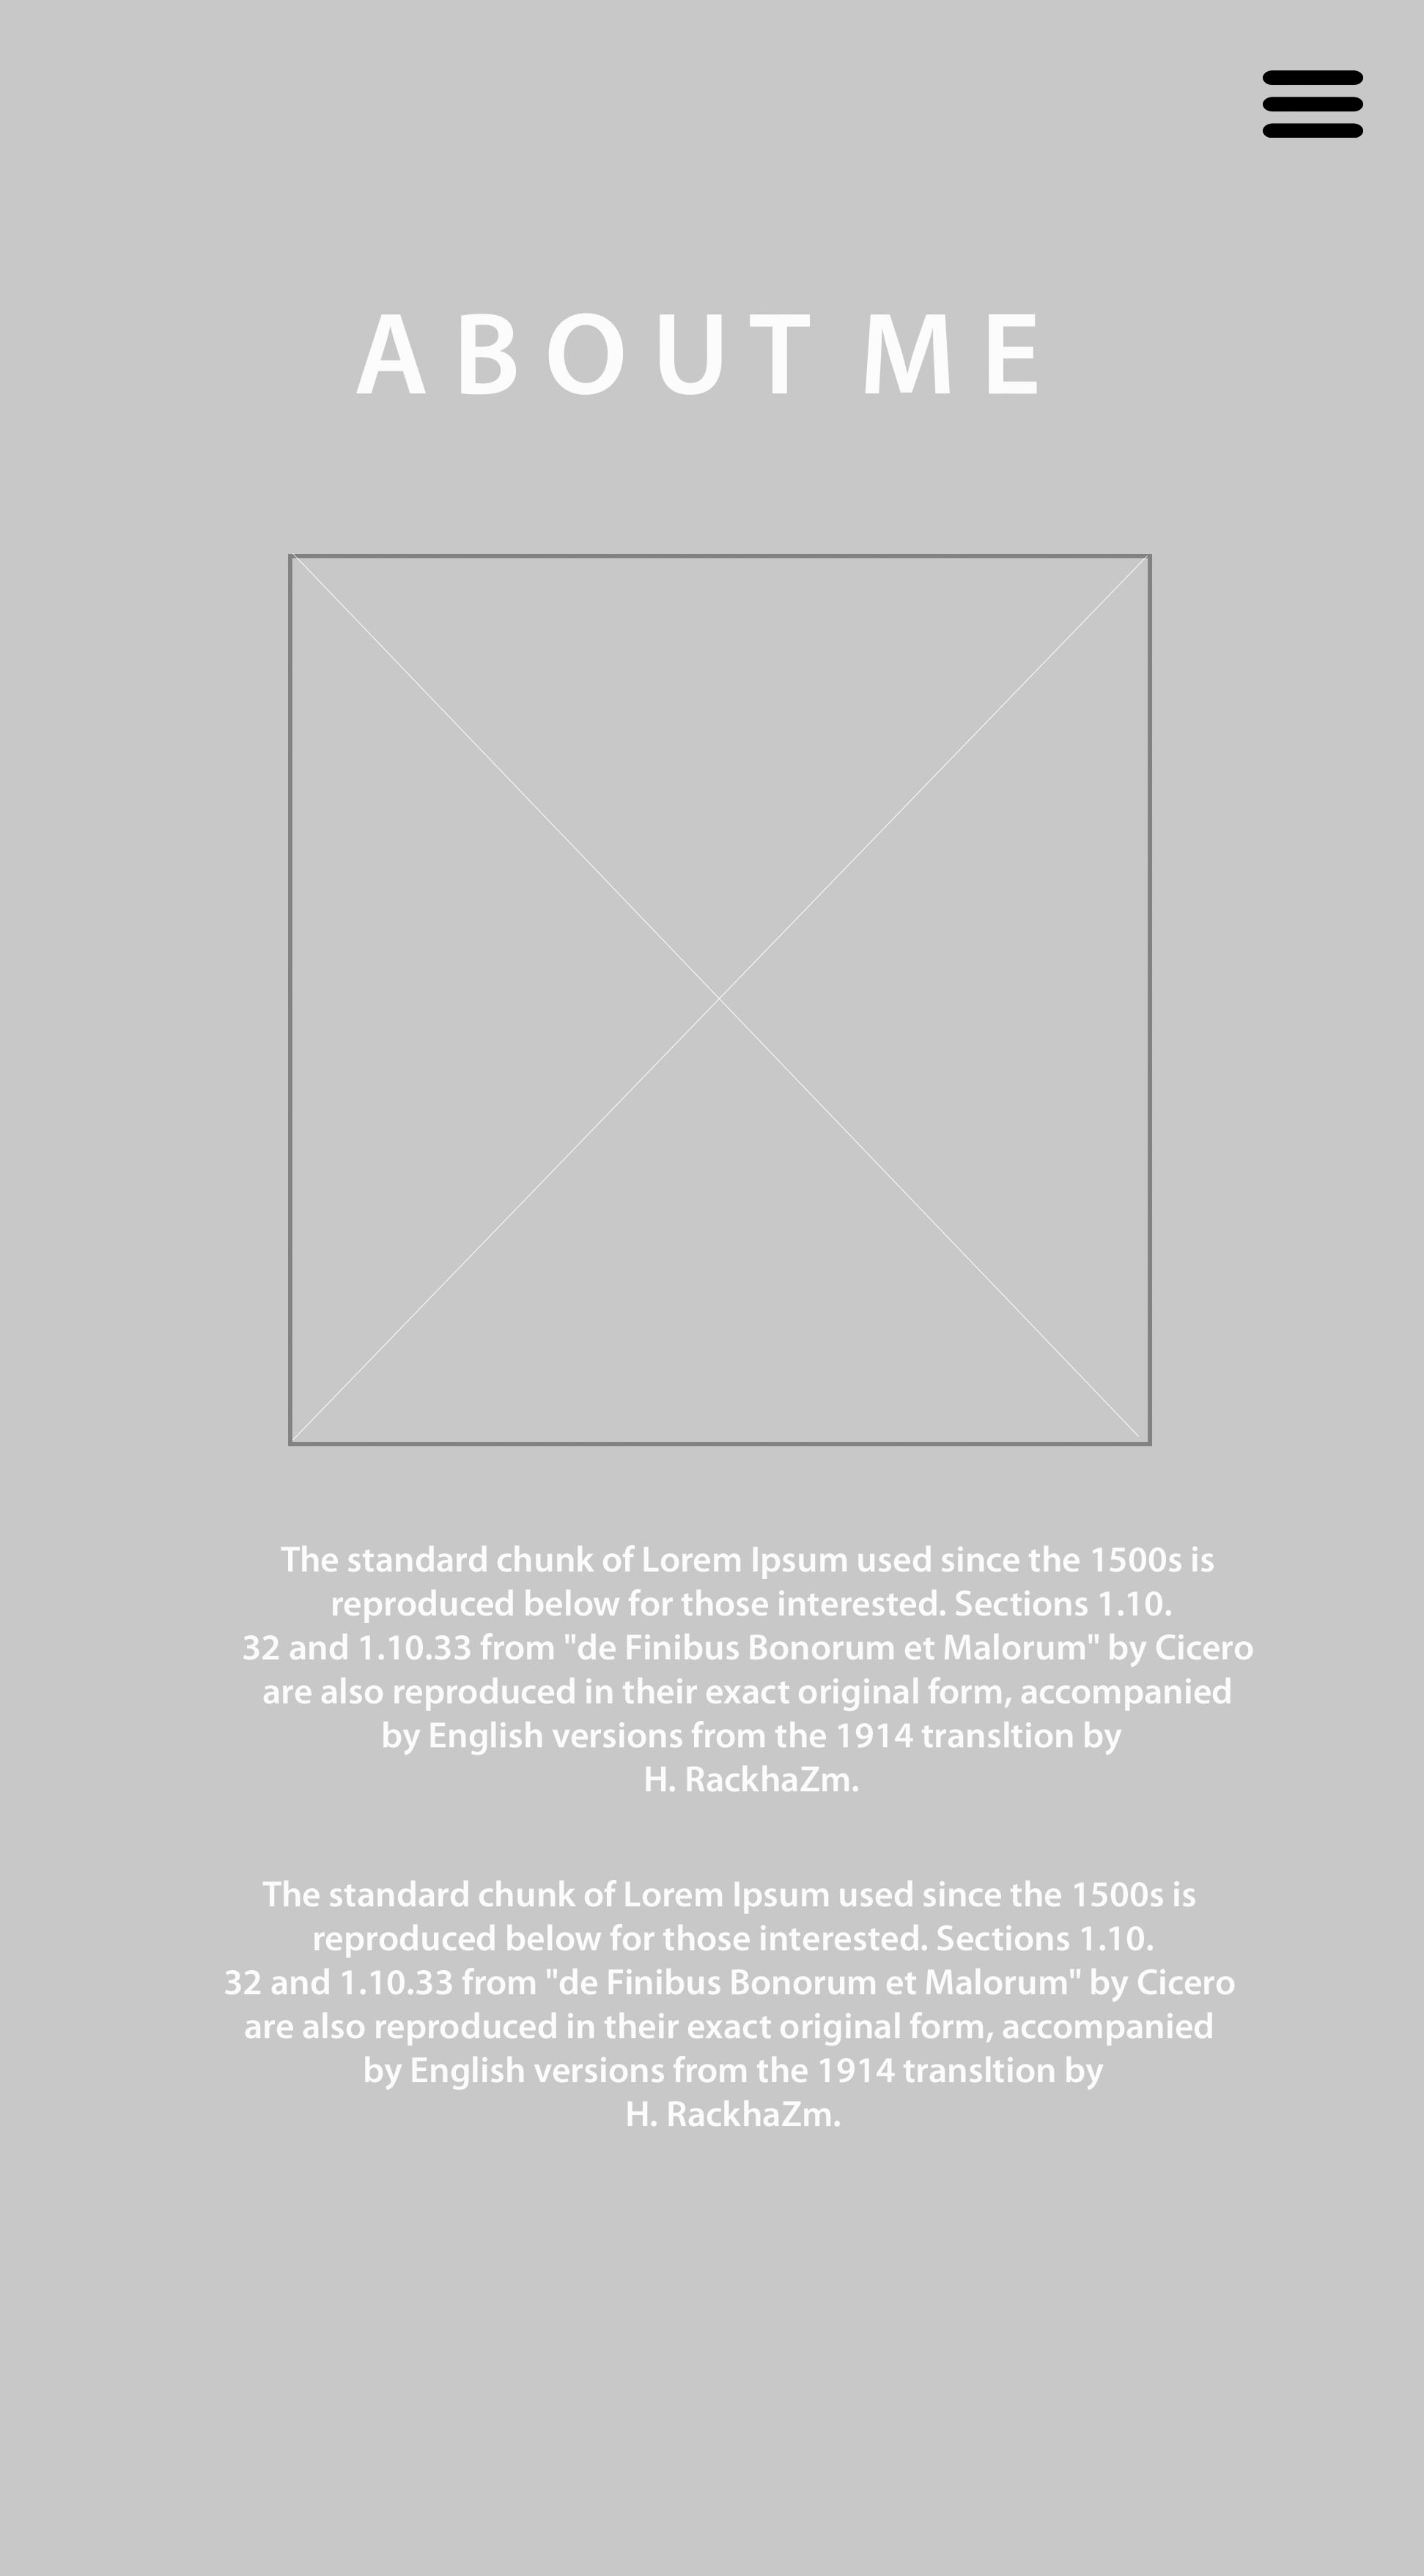 ABOUT ME
The standard chunk of Lorem Ipsum used since the 1500s is
reproduced below for those interested. Sections 1.10.
32 and 1.10.33 from "de Finibus Bonorum et Malorum" by Cicero
are also reproduced in their exact original form, accompanied
by English versions from the 1914 transltion by
H. RackhaZm.
The standard chunk of Lorem Ipsum used since the 1500s is
reproduced below for those interested. Sections 1.10.
32 and 1.10.33 from "de Finibus Bonorum et Malorum" by Cicero
are also reproduced in their exact original form, accompanied
by English versions from the 1914 transltion by
H. RackhaZm.